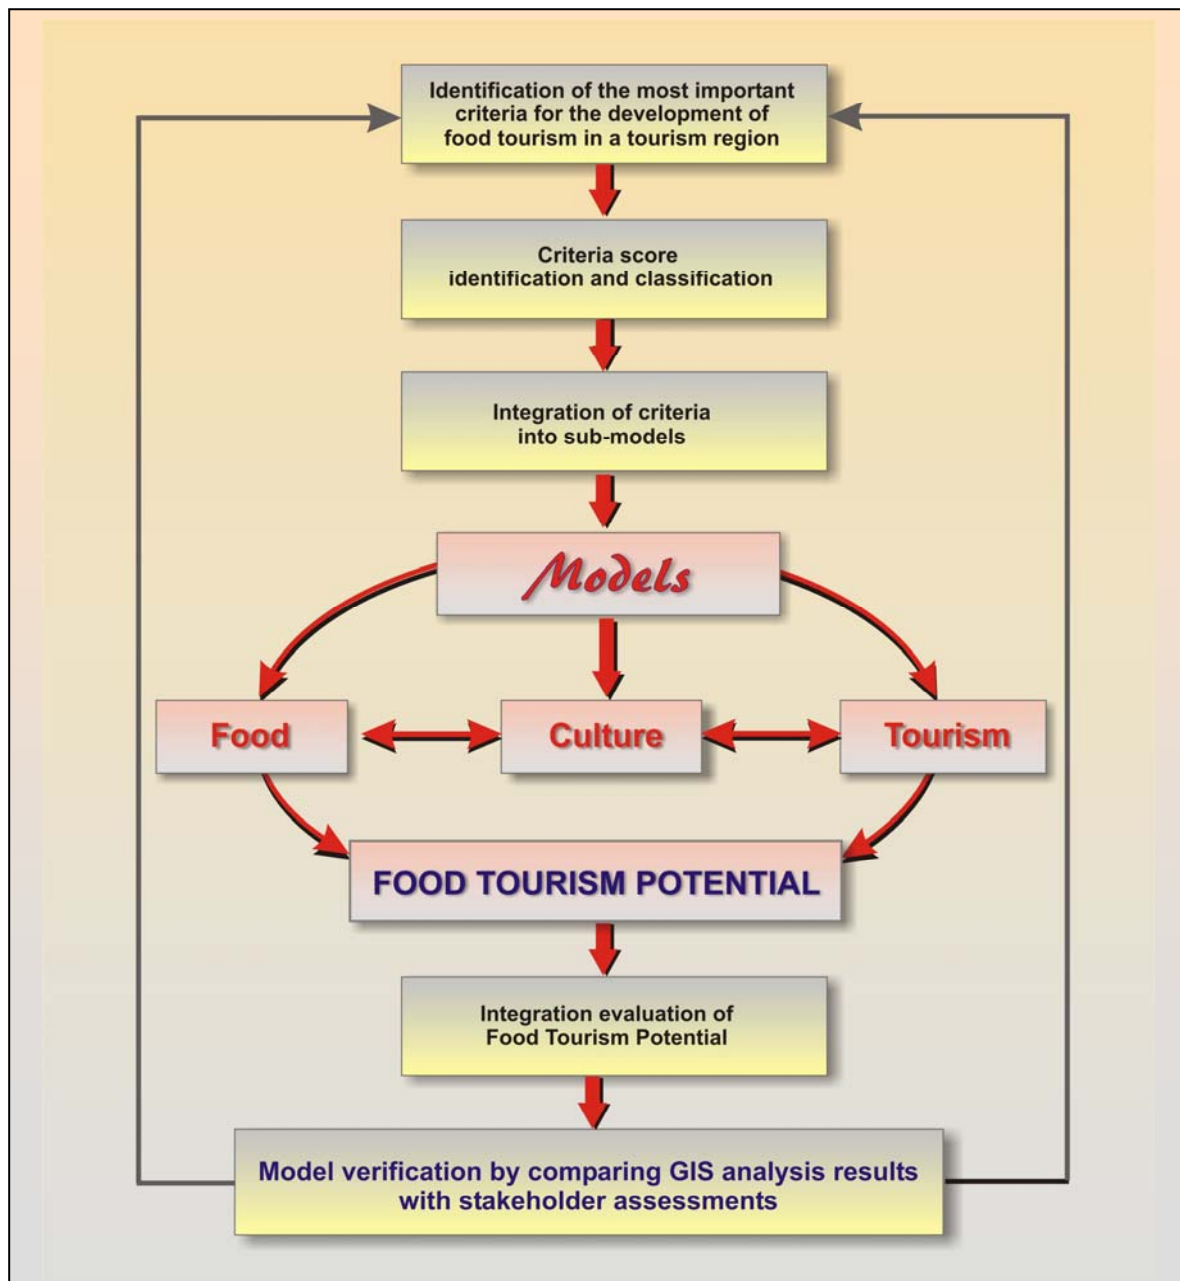 Identification of the most important
criteria for the development of
food tourism in a tourism region
Criteria score
identification and classification
Integration of criteria
into sub-models
Models
Food
Culture
Tourism
FOOD TOURISM POTENTIAL
Integration evaluation of
Food Tourism Potential
Model verification by comparing GIS analysis results
with stakeholder assessments